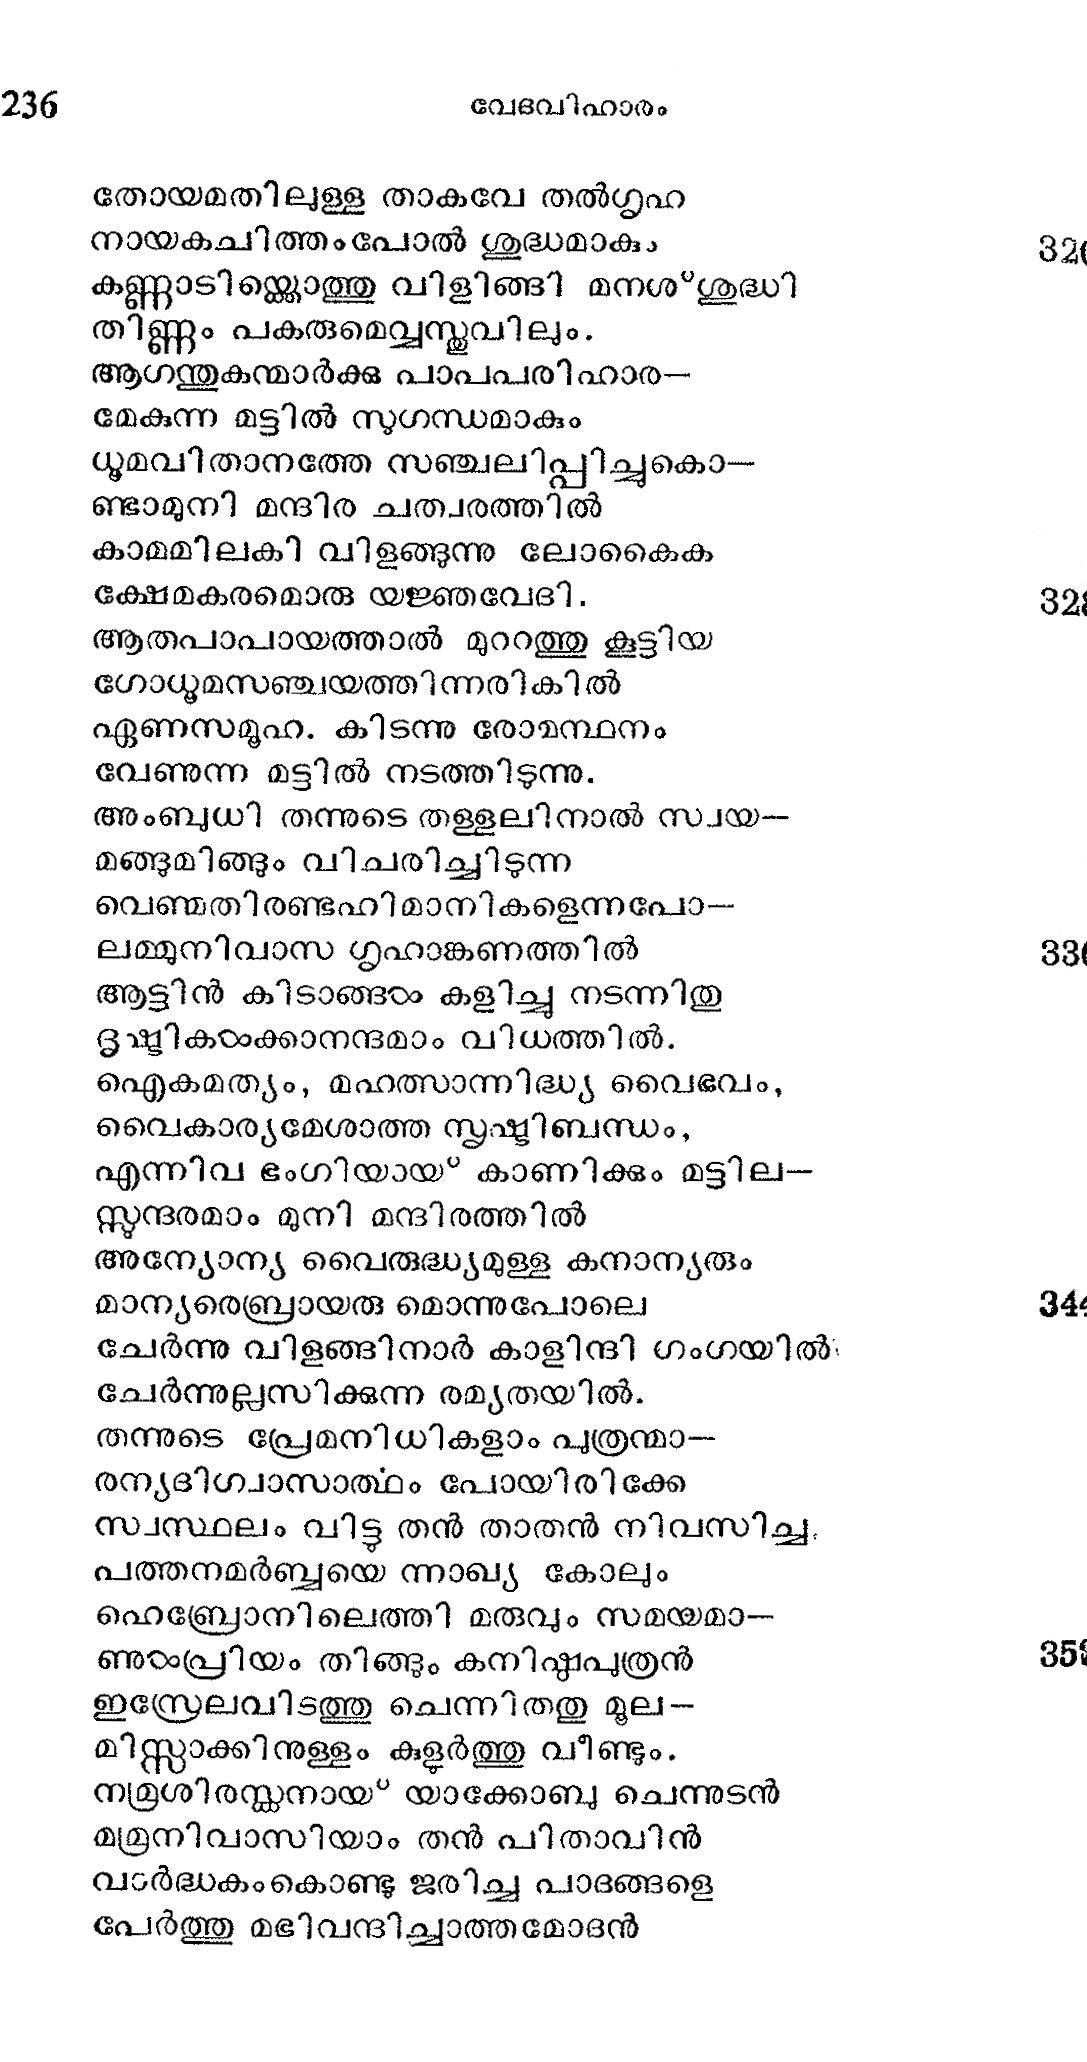 236 വേദവിഹാരം
തോയമതിലുള്ള താകവേ തൽഗൃഹ
നായകചിത്തംപോൽ ശുദ്ധമാകും 320
കണ്ണാടിയ്ക്കൊത്തു വിളിങ്ങി മനശ്ശുദ്ധി
തിണ്ണം പകരുമെവ്വസ്തുവിലും.
ആഗന്തുകന്മാർക്കു പാപപരിഹാര—
മേകുന്ന മട്ടിൽ സുഗന്ധമാകും
ധൂമവിതാനത്തേ സഞ്ചലിപ്പിച്ചുകൊ—
ണ്ടാമുനി മന്ദിര ചത്വരത്തിൽ
കാമമിലകി വിളങ്ങുന്നു ലോകൈക
ക്ഷേമകരമൊരു യജ്ഞവേദി. 328
ആതപാപായത്താൽ മുററത്തു കൂട്ടിയ
ഗോധൂമസഞ്ചയത്തിന്നരികിൽ
ഏണസമൂഹ. കിടന്നു രോമന്ഥനം
വേണുന്ന മട്ടിൽ നടത്തിടുന്നു.
അംബുധി തന്നുടെ തള്ളലിനാൽ സ്വയ—
മങ്ങുമിങ്ങും വിചരിച്ചിടുന്ന
വെണ്മതിരണ്ടഹിമാനികളെന്നപോ—
ലമ്മുനിവാസ ഗൃഹാങ്കണത്തിൽ 336
ആട്ടിൻ കിടാങ്ങൾ കളിച്ചു നടന്നിതു
ദൃഷ്ടികൾക്കാനന്ദമാം വിധത്തിൽ.
ഐകമത്യം, മഹത്സാന്നിദ്ധ്യ വൈഭവം,
വൈകാര്യമേശാത്ത സൃഷ്ടിബന്ധം,
എന്നിവ ഭംഗിയായ് കാണിക്കും മട്ടില—
സ്സുന്ദരമാം മുനി മന്ദിരത്തിൽ
അന്യോന്യ വൈരുദ്ധ്യമുള്ള കനാന്യരും
മാന്യരെബ്രായരു മൊന്നുപോലെ 344
ചേർന്നു വിളങ്ങിനാർ കാളിന്ദി ഗംഗയിൽ
ചേർന്നുല്ലസിക്കുന്ന രമ്യതയിൽ.
തന്നുടെ പ്രേമനിധികളാം പുത്രന്മാ—
രന്യദിഗ്വാസാർത്ഥം പോയിരിക്കേ
സ്വസ്ഥലം വിട്ടു തൻ താതൻ നിവസിച്ച
പത്തനമർബ്ബയെ ന്നാഖ്യ കോലും
ഹെബ്രോനിലെത്തി മരുവും സമയമാ—
ണുൾപ്രിയം തിങ്ങും കനിഷ്ഠപുത്രൻ
ഇസ്രേലവിടത്തു ചെന്നിതതു മൂല—
മിസ്സാക്കിനുള്ളം കുളുർത്തു വീണ്ടും.
നമ്രശിരസ്കനായ് യാക്കോബു ചെന്നുടൻ
മമ്രനിവാസിയാം തൻ പിതാവിൻ
വാർദ്ധകംകൊണ്ടു ജരിച്ച പാദങ്ങളെ
പേർത്തു മഭിവന്ദിച്ചാത്തമോദൻ